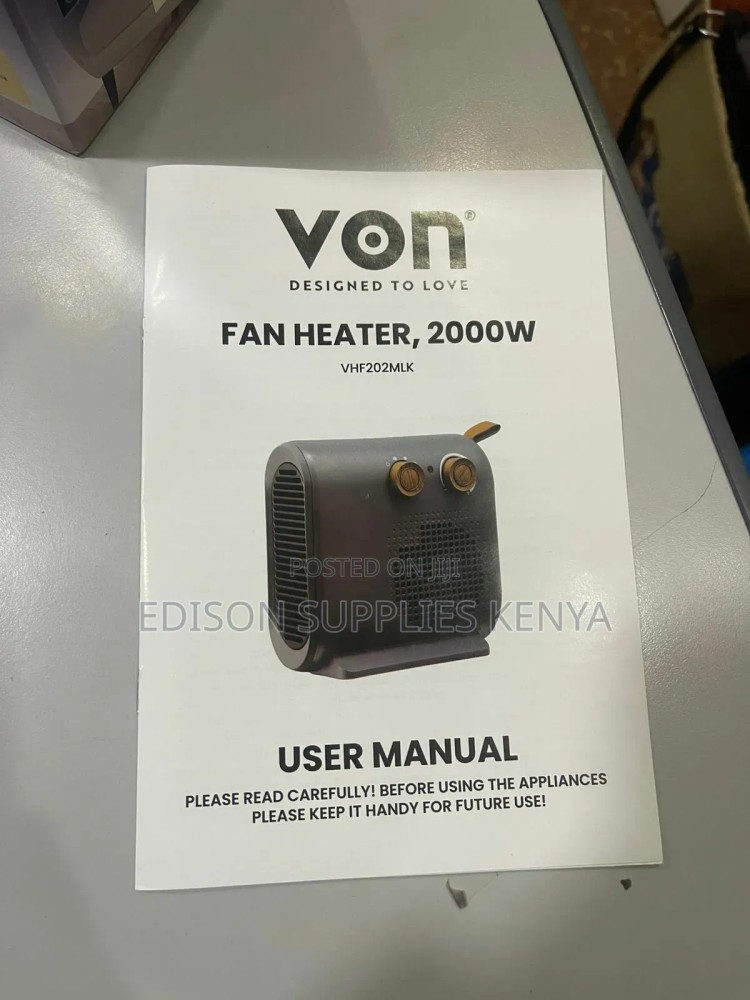 VON®
DESIGNED TO LOVE
FAN HEATER, 2000W
VHF202MLK
POSTED ON JIJI
EDISON SUPPLIES KENYA
USER MANUAL
PLEASE READ CAREFULLY! BEFORE USING THE APPLIANCES
PLEASE KEEP IT HANDY FOR FUTURE USE!